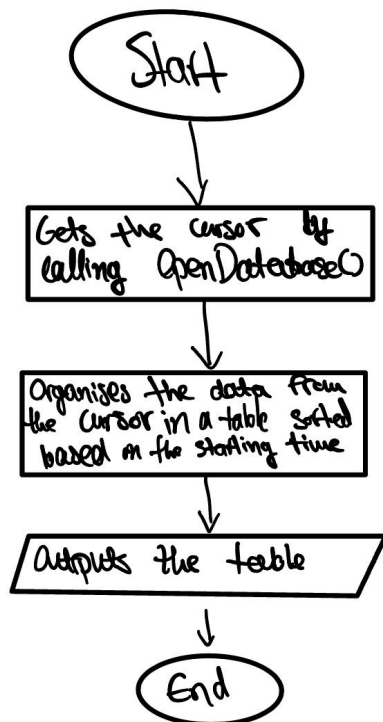 Start
Gets the cursor by
calling OpenDatabase()
Organises the data from
the cursor in a table sorted
based on the starting time
Outputs the table
End